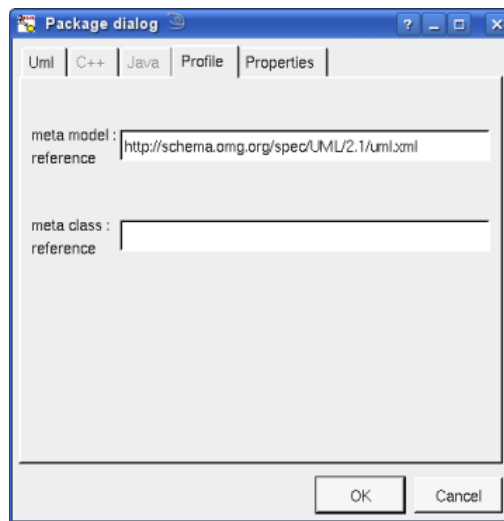 Package dialog
Uml C++ Java Profile Properties
meta model : http://schema.omg.org/spec/UML/2.1/uml.xml
reference
meta class :
reference
OK Cancel